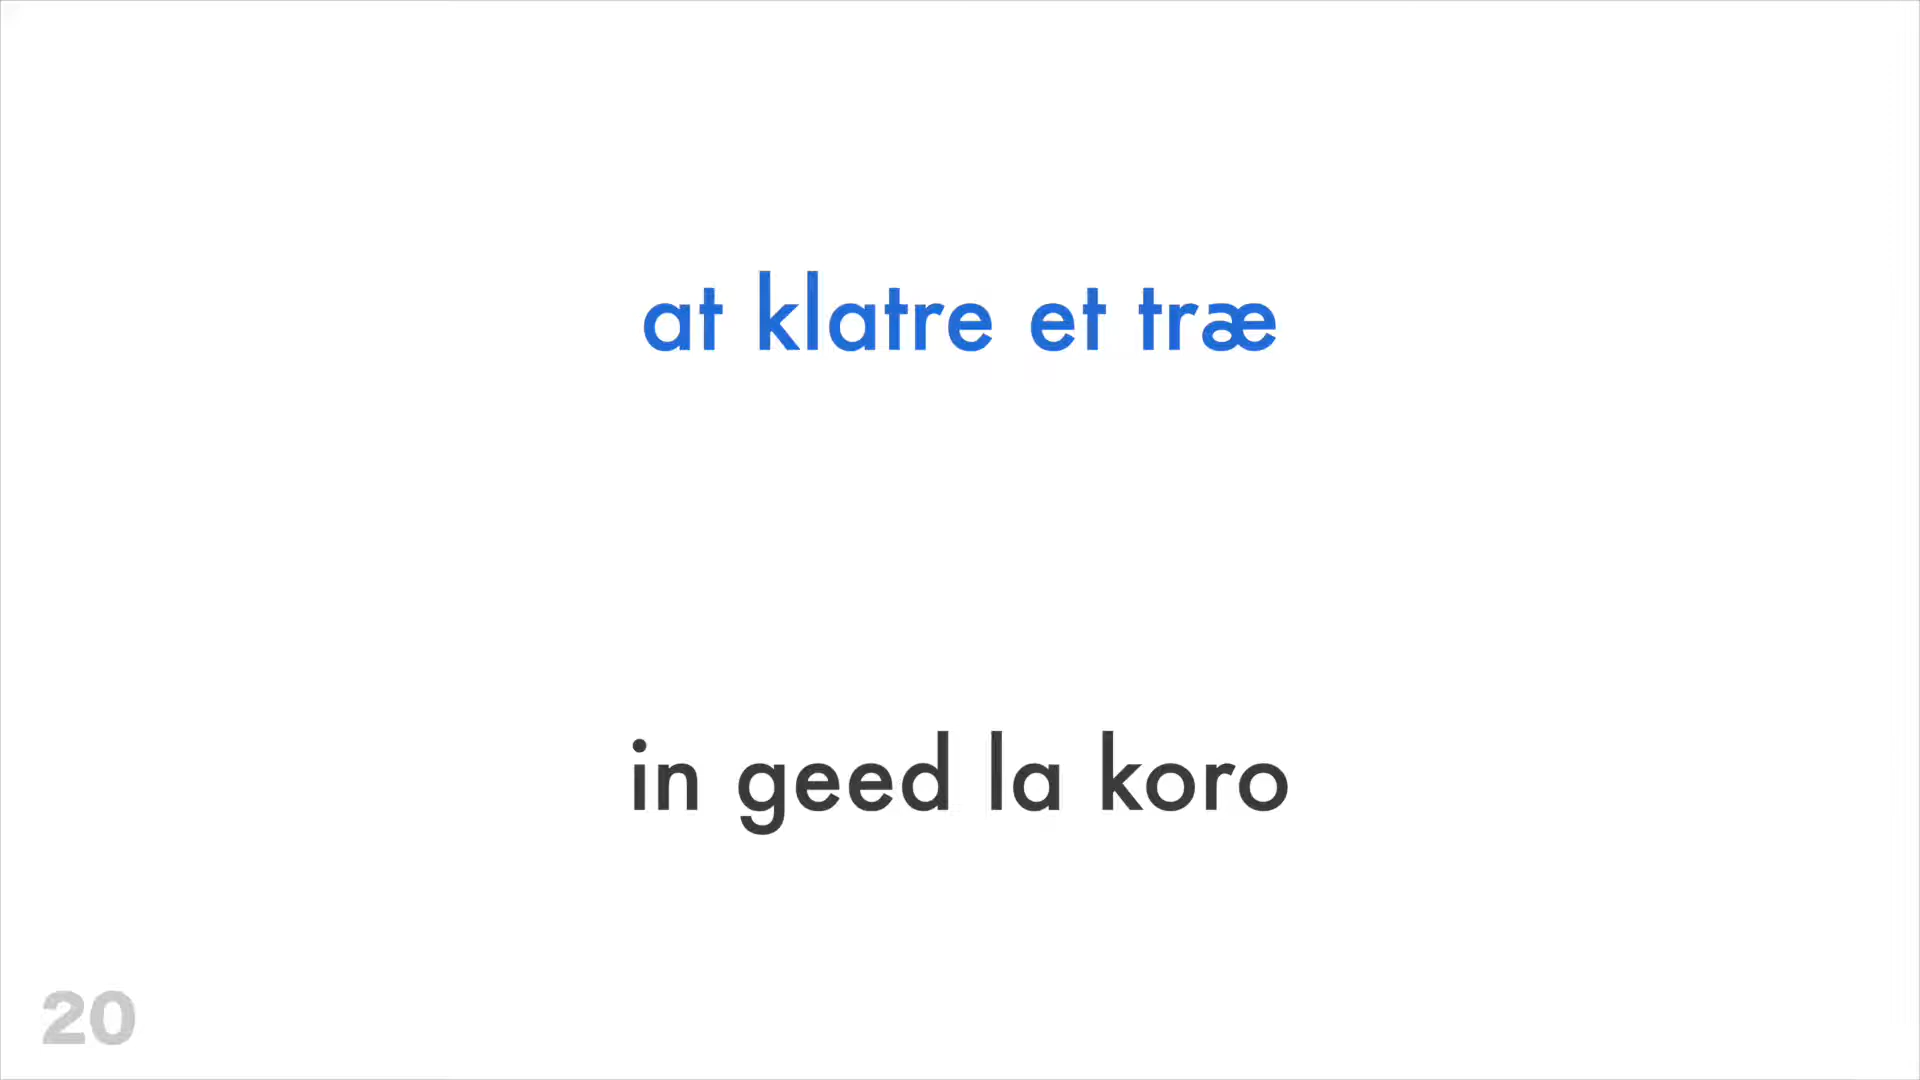 at klatre et træ
in geed la koro
20